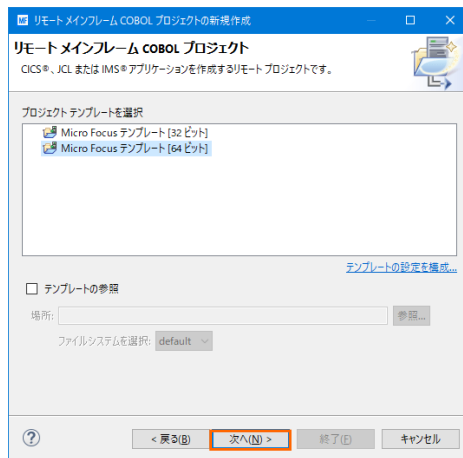 リモート メインフレーム COBOL プロジェクトの新規作成
リモート メインフレーム COBOL プロジェクト
CICS®、JCL または IMS® アプリケーションを作成するリモート プロジェクトです。
プロジェクト テンプレートを選択
Micro Focus テンプレート [32 ビット]
Micro Focus テンプレート [64 ビット]
テンプレートの設定を構成...
テンプレートの参照
場所:
参照...
ファイルシステムを選択: default
< 戻る(B) 次へ(N) > 終了(F) キャンセル